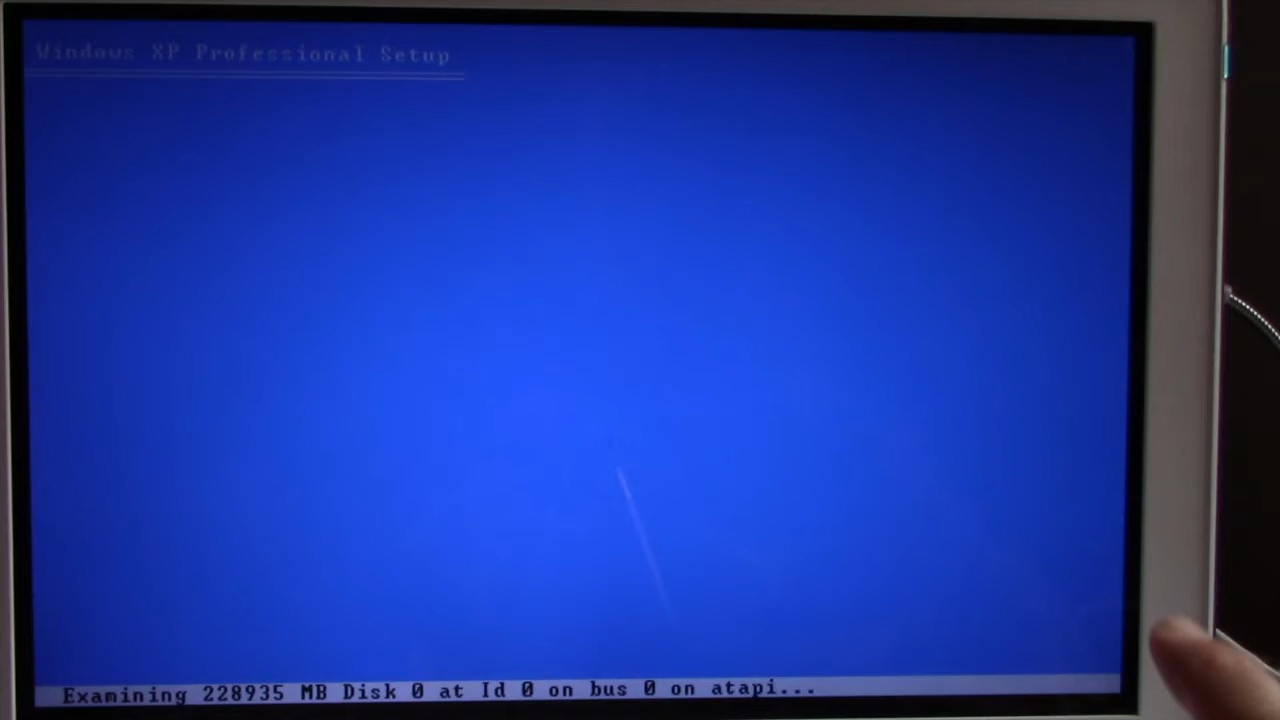 Windows XP Professional Setup
Examining 228935 MB Disk 0 at Id 0 on bus 0 on atapi...